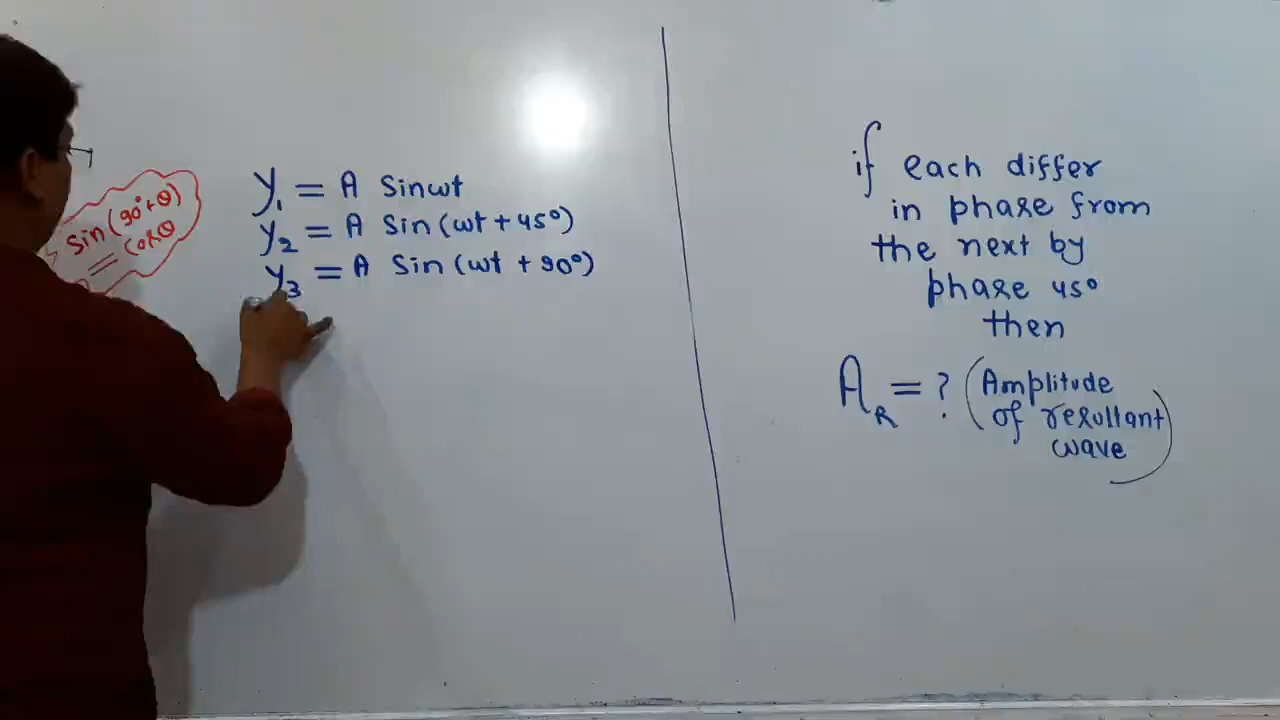 Sin(90°+θ)
= Cosθ
y₁ = A Sinwt
y₂ = A Sin(wt+45°)
y₃ = A Sin(wt+90°)
if each differ
in phase from
the next by
phase 45°
then
A_R = ? (Amplitude
of resultant
wave)